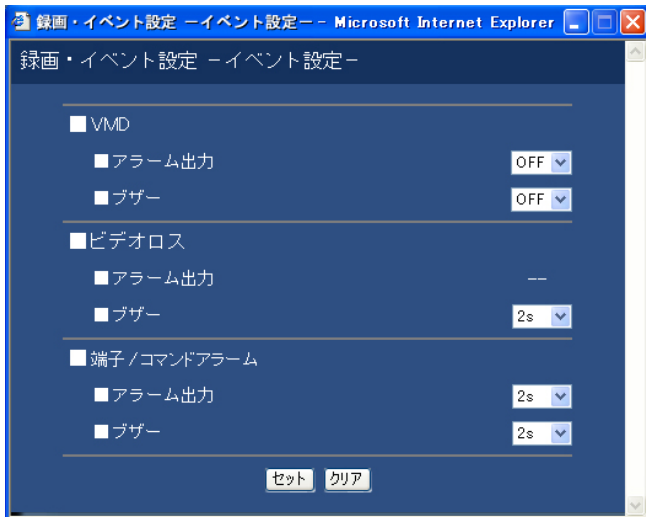 録画・イベント設定 －イベント設定－ - Microsoft Internet Explorer
録画・イベント設定 －イベント設定－
■VMD
■アラーム出力 OFF
■ブザー OFF
■ビデオロス
■アラーム出力 --
■ブザー 2s
■端子/コマンドアラーム
■アラーム出力 2s
■ブザー 2s
セット クリア